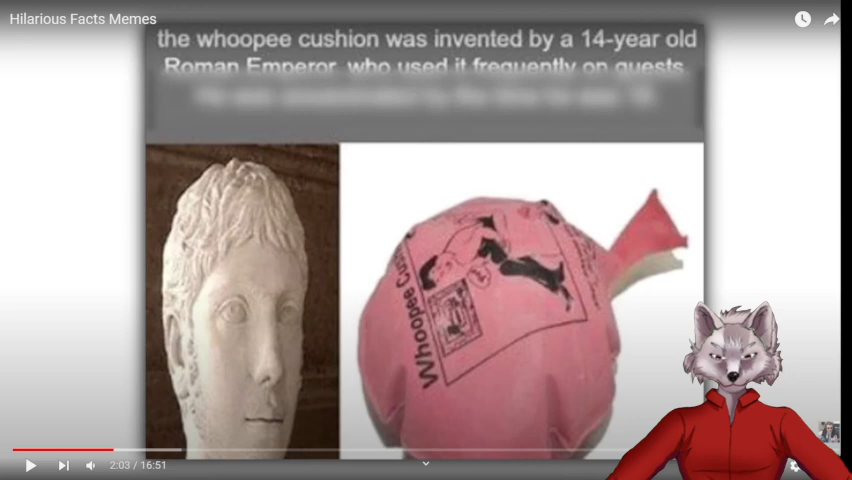 Hilarious Facts Memes
the whoopee cushion was invented by a 14-year old
Roman Emperor, who used it frequently on guests.
Whoopee Cush
2:03 / 16:51